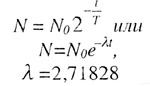 N = N₀2^(-t/T) или
N=N₀e^(-λt),
λ =2,71828